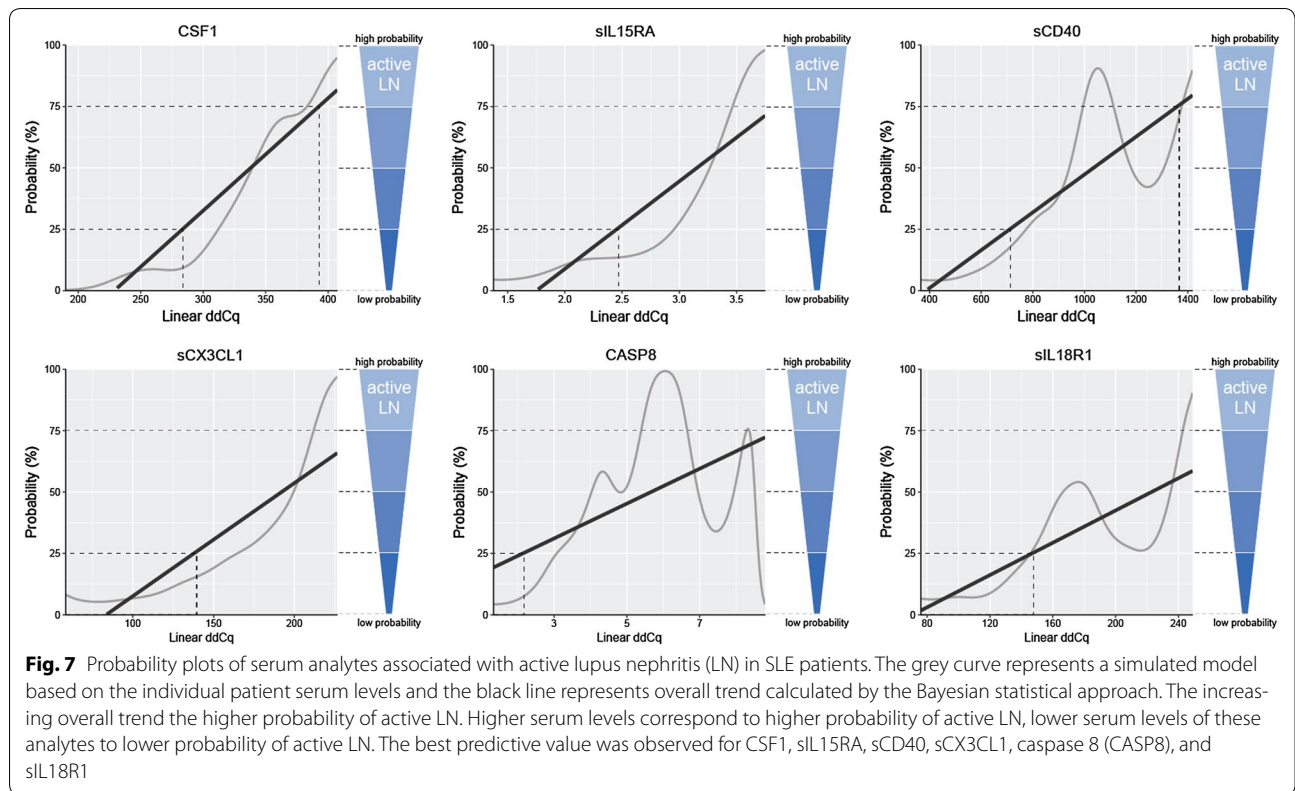 CSF1
100
75
50
25
0
Probability (%)
200 250 300 350 400
Linear ddCq
high probability
active
LN
low probability
sIL15RA
100
75
50
25
0
Probability (%)
1.5 2.0 2.5 3.0 3.5
Linear ddCq
high probability
active
LN
low probability
sCD40
100
75
50
25
0
Probability (%)
400 600 800 1000 1200 1400
Linear ddCq
high probability
active
LN
low probability
sCX3CL1
100
75
50
25
0
Probability (%)
100 150 200
Linear ddCq
high probability
active
LN
low probability
CASP8
100
75
50
25
0
Probability (%)
3 5 7
Linear ddCq
high probability
active
LN
low probability
sIL18R1
100
75
50
25
0
Probability (%)
80 120 160 200 240
Linear ddCq
high probability
active
LN
low probability
Fig. 7 Probability plots of serum analytes associated with active lupus nephritis (LN) in SLE patients. The grey curve represents a simulated model
based on the individual patient serum levels and the black line represents overall trend calculated by the Bayesian statistical approach. The increas-
ing overall trend the higher probability of active LN. Higher serum levels correspond to higher probability of active LN, lower serum levels of these
analytes to lower probability of active LN. The best predictive value was observed for CSF1, sIL15RA, sCD40, sCX3CL1, caspase 8 (CASP8), and
sIL18R1